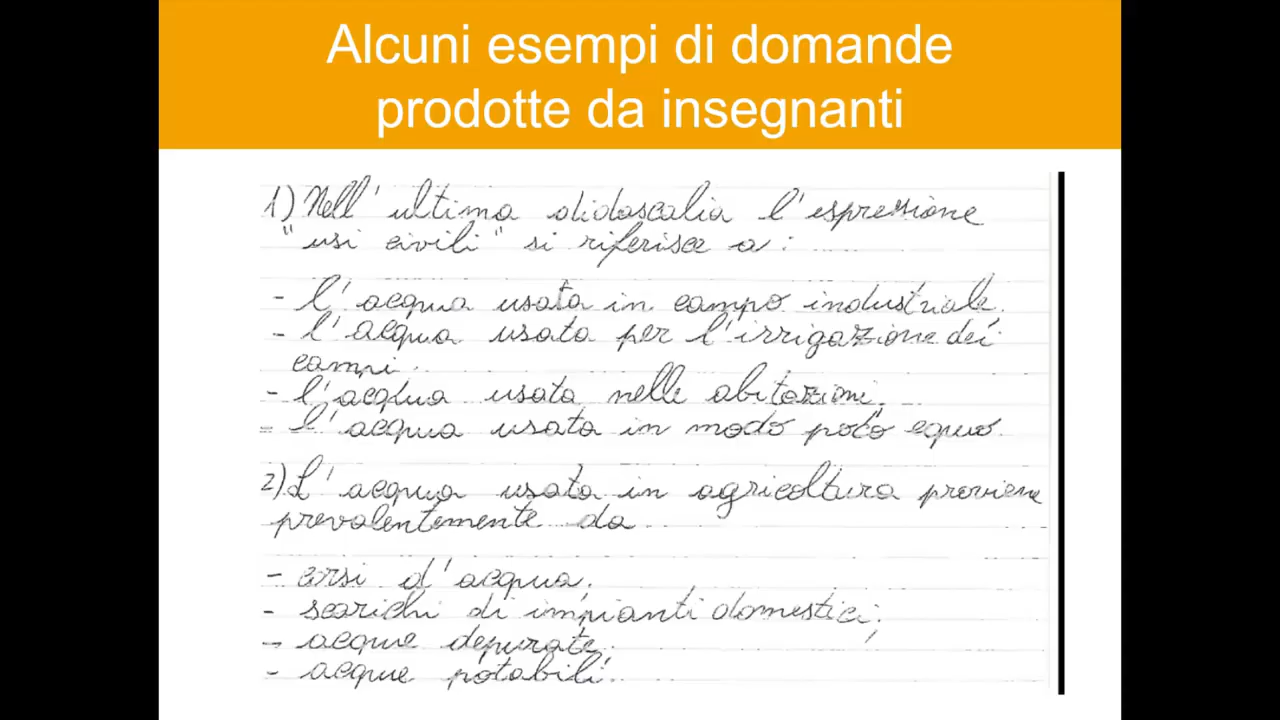 Alcuni esempi di domande
prodotte da insegnanti
1) Nell'ultima didascalia l'espressione
"usi civili" si riferisce a:
- l'acqua usata in campo industriale.
- l'acqua usata per l'irrigazione dei
campi.
- l'acqua usata nelle abitazioni.
- l'acqua usata in modo poco equo.
2) L'acqua usata in agricoltura proviene
prevalentemente da
- corsi d'acqua;
- scarichi di impianti domestici;
- acque depurate;
- acque potabili.